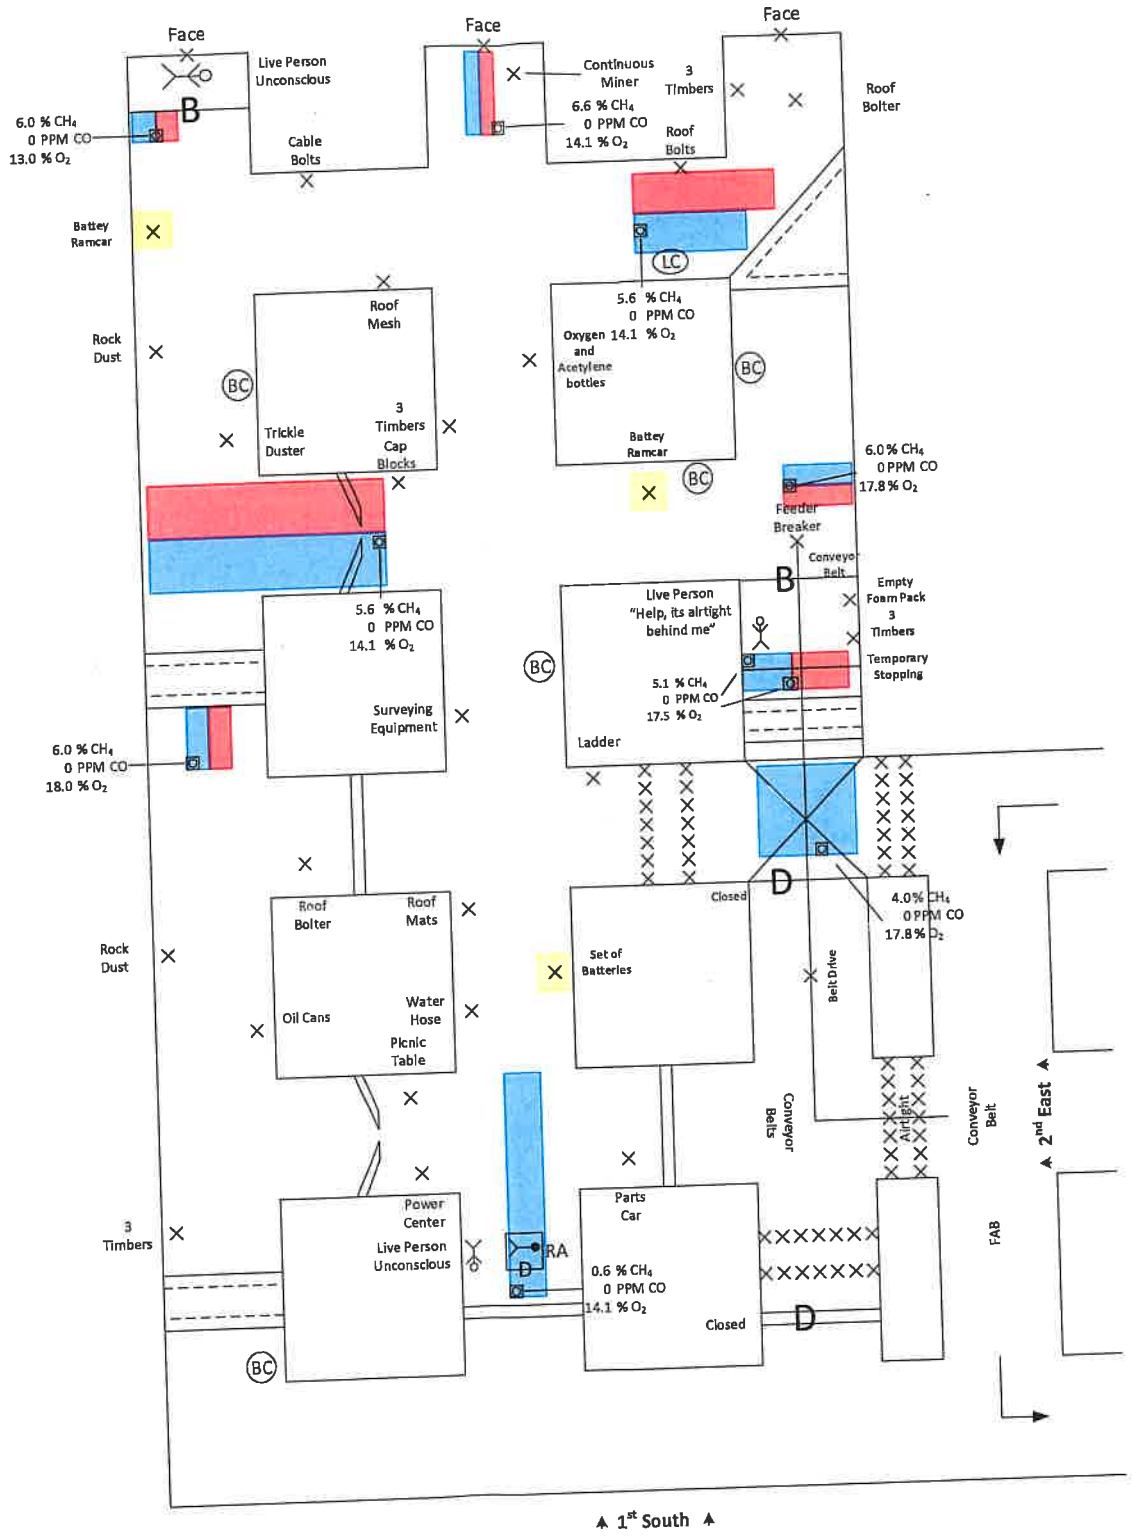 Face
Face
Face
Live Person
Unconscious
B
6.0 % CH₄
0 PPM CO
13.0 % O₂
Cable
Bolts
Continuous
Miner
6.6 % CH₄
0 PPM CO
14.1 % O₂
3
Timbers
Roof
Bolts
Roof
Bolter
Battey
Ramcar
LC
5.6 % CH₄
0 PPM CO
14.1 % O₂
Oxygen
and
Acetylene
bottles
Roof
Mesh
Rock
Dust
BC
BC
3
Timbers
Cap
Blocks
Trickle
Duster
Battey
Ramcar
BC
6.0 % CH₄
0 PPM CO
17.8 % O₂
Feeder
Breaker
Conveyor
Belt
B
Empty
Foam Pack
3
Timbers
Live Person
"Help, its airtight
behind me"
Temporary
Stopping
5.6 % CH₄
0 PPM CO
14.1 % O₂
BC
5.1 % CH₄
0 PPM CO
17.5 % O₂
Surveying
Equipment
Ladder
6.0 % CH₄
0 PPM CO
18.0 % O₂
D
Closed
4.0 % CH₄
0 PPM CO
17.8 % O₂
Roof
Bolter
Roof
Mats
Rock
Dust
Set of
Batteries
Belt Drive
Oil Cans
Water
Hose
Picnic
Table
Conveyor
Belts
Airtight
Conveyor
Belt
2nd East
Power
Center
Live Person
Unconscious
3
Timbers
Parts
Car
RA
D
0.6 % CH₄
0 PPM CO
14.1 % O₂
FAB
Closed
D
BC
1st South